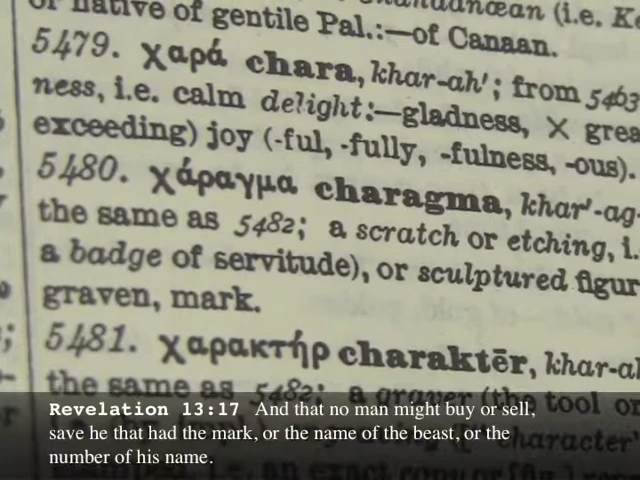 or native of gentile Pal.:—of Canaan. (i.e. K
5479. χαρά chara, khar-ah'; from 5463
ness, i.e. calm delight:—gladness, × grea
exceeding) joy (-ful, -fully, -fulness, -ous).
5480. χάραγμα charagma, khar'-ag-
the same as 5482; a scratch or etching, i.
a badge of servitude), or sculptured figur
graven, mark.
5481. χαρακτήρ charaktēr, khar-ak
the same as 5482; a graver (the tool or
Revelation 13:17 And that no man might buy or sell,
save he that had the mark, or the name of the beast, or the
number of his name.